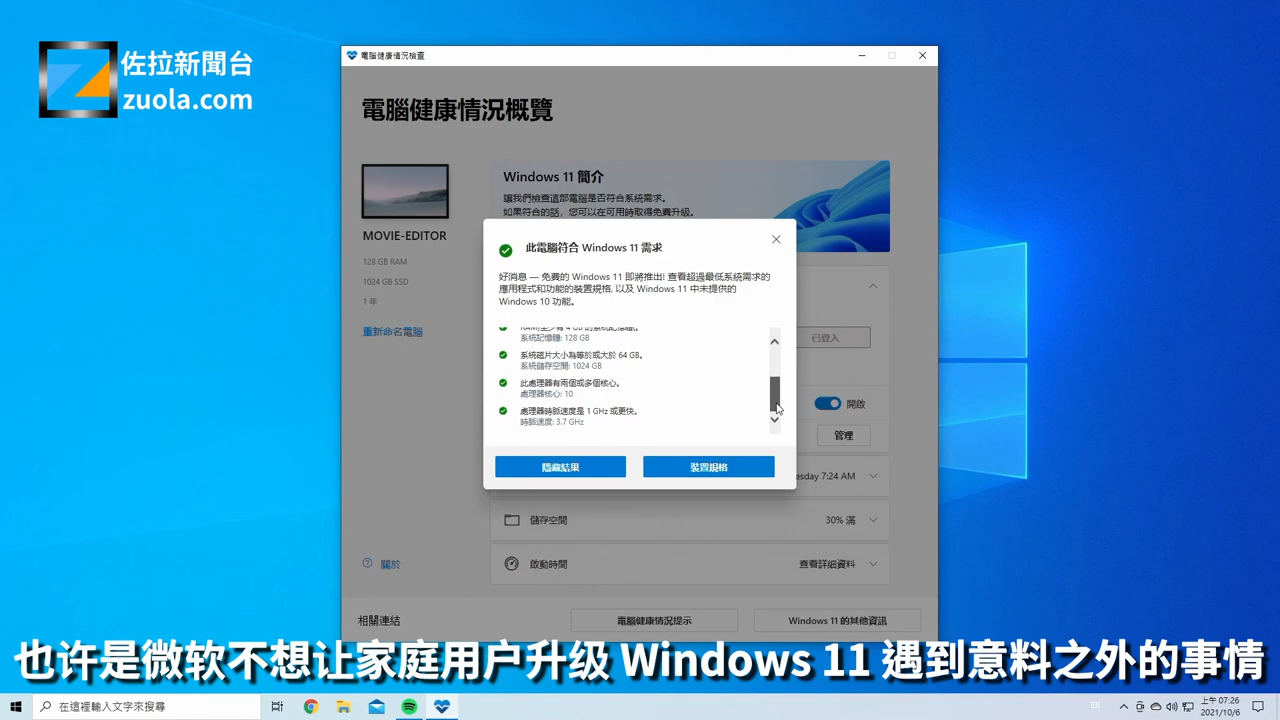 佐拉新聞台
zuola.com
電腦健康情況檢查
電腦健康情況概覽
MOVIE-EDITOR
128 GB RAM
1024 GB SSD
1 年
重新命名電腦
Windows 11 簡介
讓我們檢查這部電腦是否符合系統需求。
如果符合的話，您可以在可用時取得免費升級。
此電腦符合 Windows 11 需求
好消息 — 免費的 Windows 11 即將推出! 查看超過最低系統需求的
應用程式和功能的裝置規格, 以及 Windows 11 中未提供的
Windows 10 功能。
RAM)至少有 4 GB 的系統記憶體。
系統記憶體: 128 GB
系統磁片大小為等於或大於 64 GB。
系統儲存空間: 1024 GB
此處理器有兩個或多個核心。
處理器核心: 10
處理器時脈速度是 1 GHz 或更快。
時脈速度: 3.7 GHz
隱藏結果
裝置規格
已登入
開啟
管理
esday 7:24 AM
儲存空間
30% 滿
啟動時間
查看詳細資料
關於
相關連結
電腦健康情況提示
Windows 11 的其他資訊
也许是微软不想让家庭用户升级 Windows 11 遇到意料之外的事情
在這裡輸入文字來搜尋
上午 07:26
2021/10/6